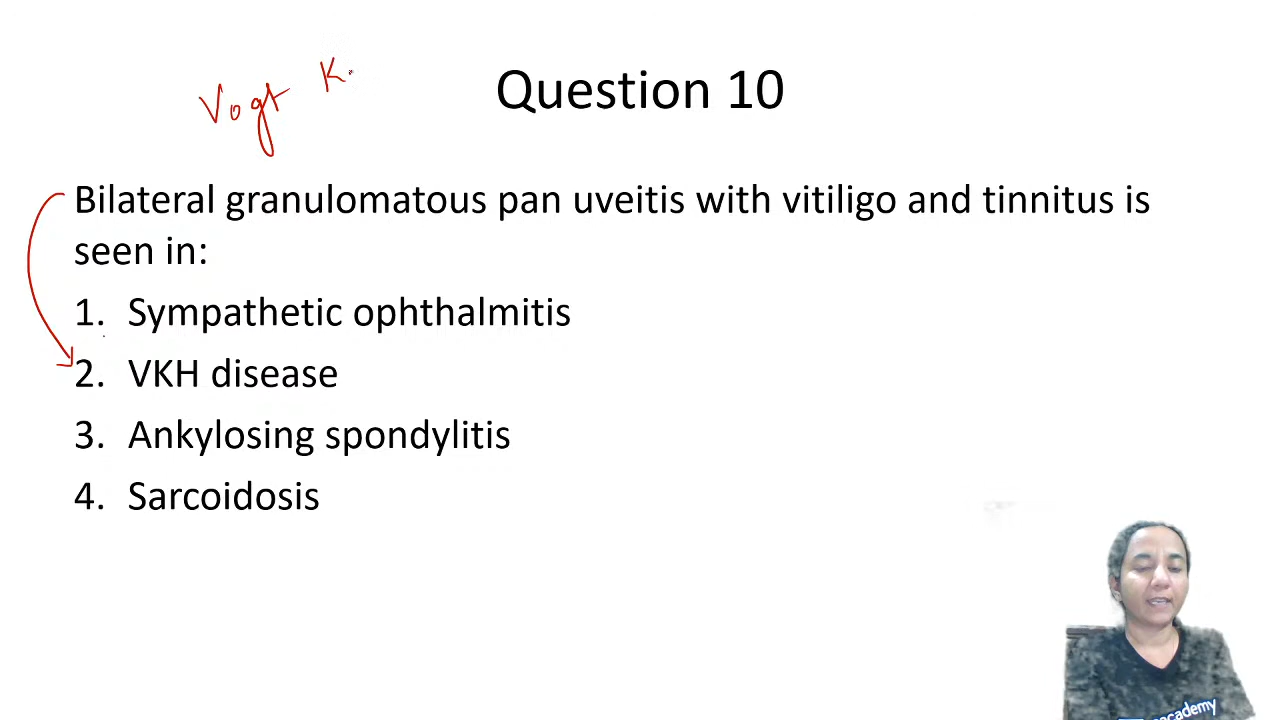 Vogt K.
Question 10
Bilateral granulomatous pan uveitis with vitiligo and tinnitus is
seen in:
1. Sympathetic ophthalmitis
2. VKH disease
3. Ankylosing spondylitis
4. Sarcoidosis
academy